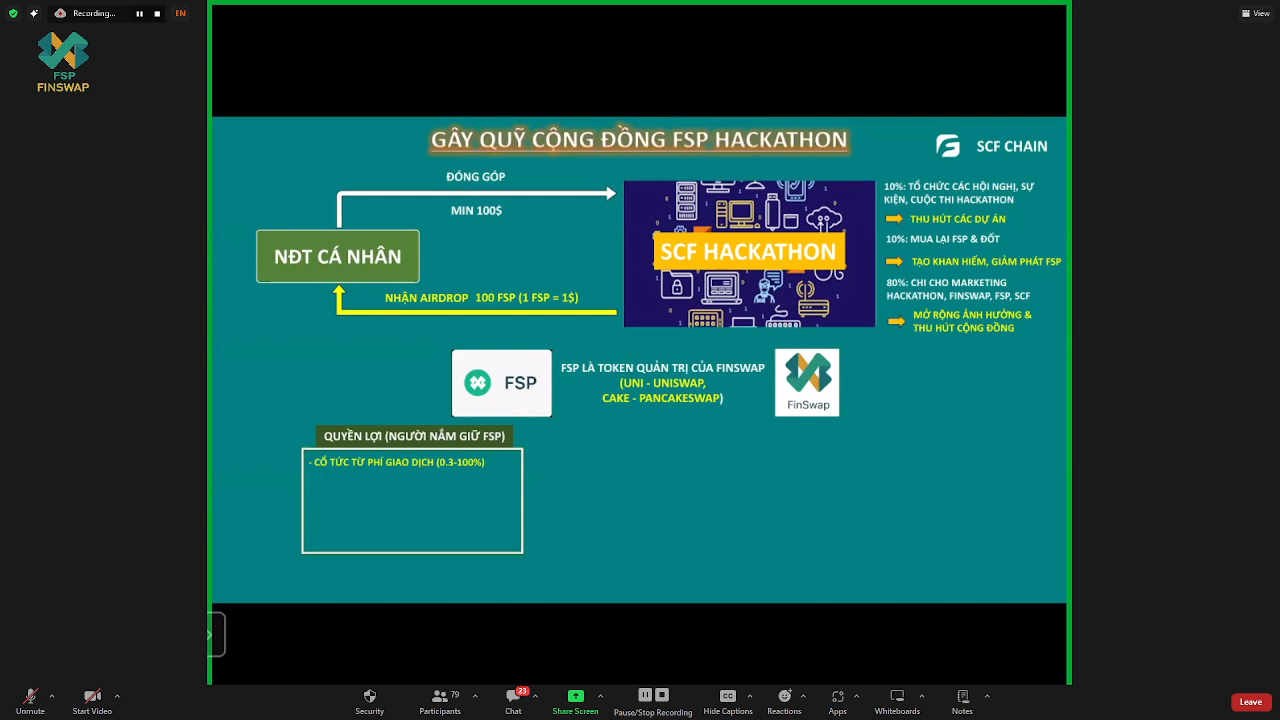 Recording...
EN
View
FSP
FINSWAP
GÂY QUỸ CỘNG ĐỒNG FSP HACKATHON
SCF CHAIN
ĐÓNG GÓP
MIN 100$
NĐT CÁ NHÂN
NHẬN AIRDROP 100 FSP (1 FSP = 1$)
SCF HACKATHON
10%: TỔ CHỨC CÁC HỘI NGHỊ, SỰ
KIỆN, CUỘC THI HACKATHON
THU HÚT CÁC DỰ ÁN
10%: MUA LẠI FSP & ĐỐT
TẠO KHAN HIẾM, GIẢM PHÁT FSP
80%: CHI CHO MARKETING
HACKATHON, FINSWAP, FSP, SCF
MỞ RỘNG ẢNH HƯỞNG &
THU HÚT CỘNG ĐỒNG
FSP
FSP LÀ TOKEN QUẢN TRỊ CỦA FINSWAP
(UNI - UNISWAP,
CAKE - PANCAKESWAP)
FinSwap
QUYỀN LỢI (NGƯỜI NẮM GIỮ FSP)
- CỔ TỨC TỪ PHÍ GIAO DỊCH (0.3-100%)
Unmute
Start Video
Security
Participants
79
Chat
23
Share Screen
Pause/Stop Recording
Hide Captions
Reactions
Apps
Whiteboards
Notes
Leave